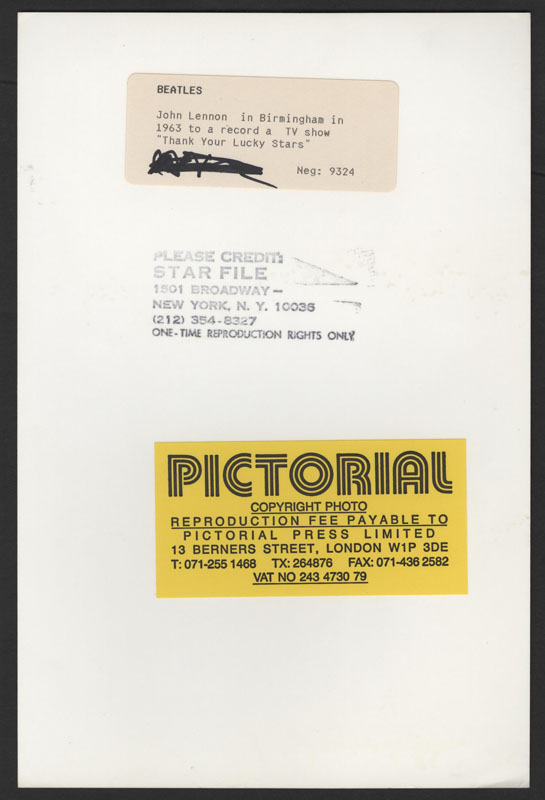 BEATLES
John Lennon in Birmingham in
1963 to a record a TV show
"Thank Your Lucky Stars"
Neg: 9324
PLEASE CREDIT:
STAR FILE
1501 BROADWAY-
NEW YORK, N. Y. 10036
(212) 354-8327
ONE-TIME REPRODUCTION RIGHTS ONLY
PICTORIAL
COPYRIGHT PHOTO
REPRODUCTION FEE PAYABLE TO
PICTORIAL PRESS LIMITED
13 BERNERS STREET, LONDON W1P 3DE
T: 071-255 1468 TX: 264876 FAX: 071-436 2582
VAT NO 243 4730 79